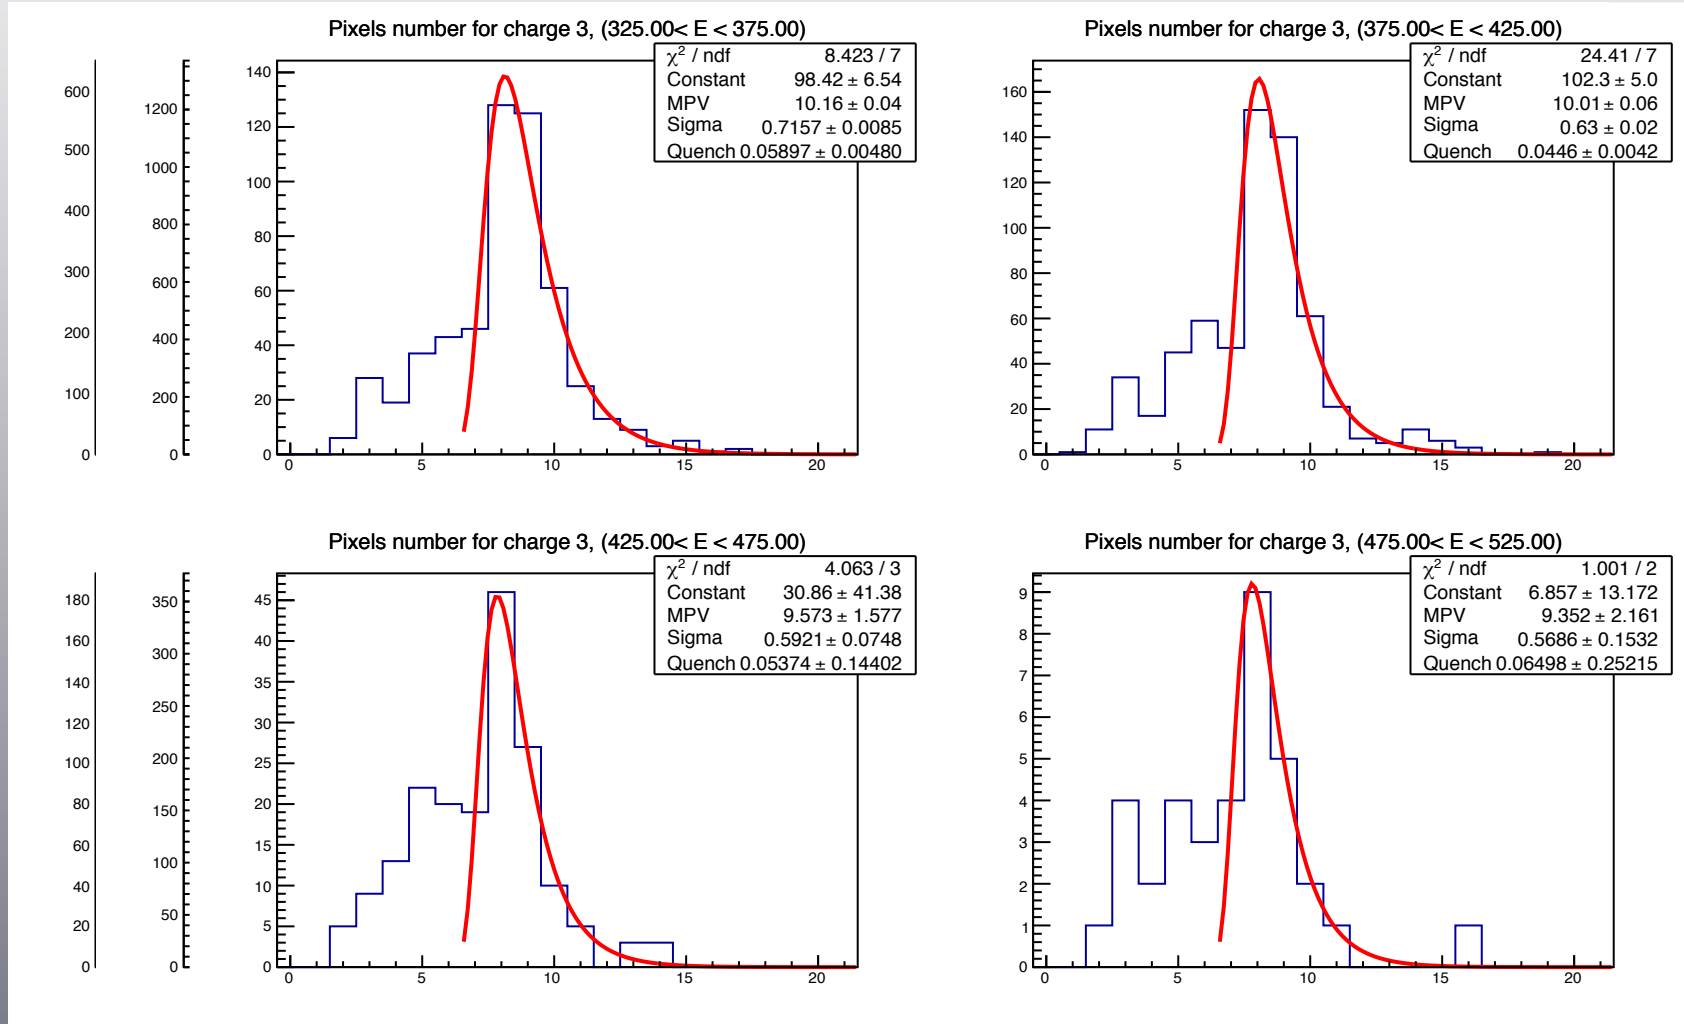 Pixels number for charge 3, (325.00< E < 375.00)
χ² / ndf 8.423 / 7
Constant 98.42 ± 6.54
MPV 10.16 ± 0.04
Sigma 0.7157 ± 0.0085
Quench 0.05897 ± 0.00480
600
500
400
300
200
100
0
1200
1000
800
600
400
200
0
140
120
100
80
60
40
20
0
0 5 10 15 20
Pixels number for charge 3, (375.00< E < 425.00)
χ² / ndf 24.41 / 7
Constant 102.3 ± 5.0
MPV 10.01 ± 0.06
Sigma 0.63 ± 0.02
Quench 0.0446 ± 0.0042
160
140
120
100
80
60
40
20
0
0 5 10 15 20
Pixels number for charge 3, (425.00< E < 475.00)
χ² / ndf 4.063 / 3
Constant 30.86 ± 41.38
MPV 9.573 ± 1.577
Sigma 0.5921 ± 0.0748
Quench 0.05374 ± 0.14402
180
160
140
120
100
80
60
40
20
0
350
300
250
200
150
100
50
0
45
40
35
30
25
20
15
10
5
0
0 5 10 15 20
Pixels number for charge 3, (475.00< E < 525.00)
χ² / ndf 1.001 / 2
Constant 6.857 ± 13.172
MPV 9.352 ± 2.161
Sigma 0.5686 ± 0.1532
Quench 0.06498 ± 0.25215
9
8
7
6
5
4
3
2
1
0
0 5 10 15 20